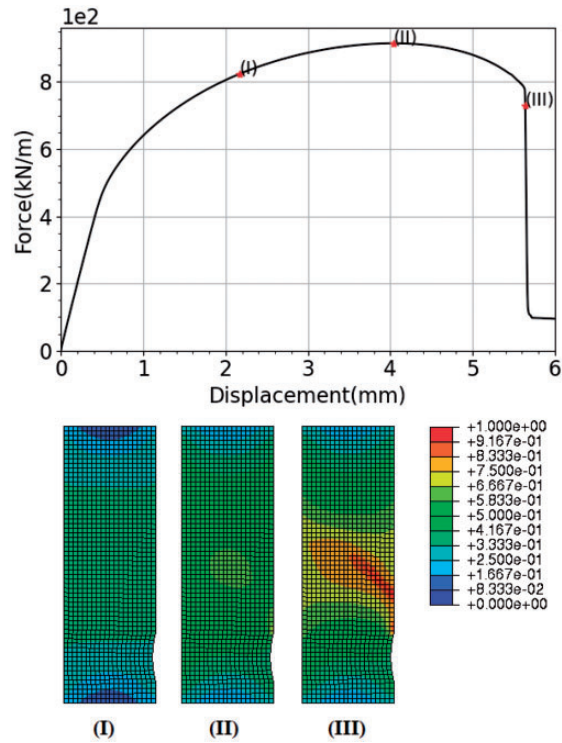 1e2
8
6
4
2
0
Force(kN/m)
(I)
(II)
(III)
0 1 2 3 4 5 6
Displacement(mm)
+1.000e+00
+9.167e-01
+8.333e-01
+7.500e-01
+6.667e-01
+5.833e-01
+5.000e-01
+4.167e-01
+3.333e-01
+2.500e-01
+1.667e-01
+8.333e-02
+0.000e+00
(I) (II) (III)